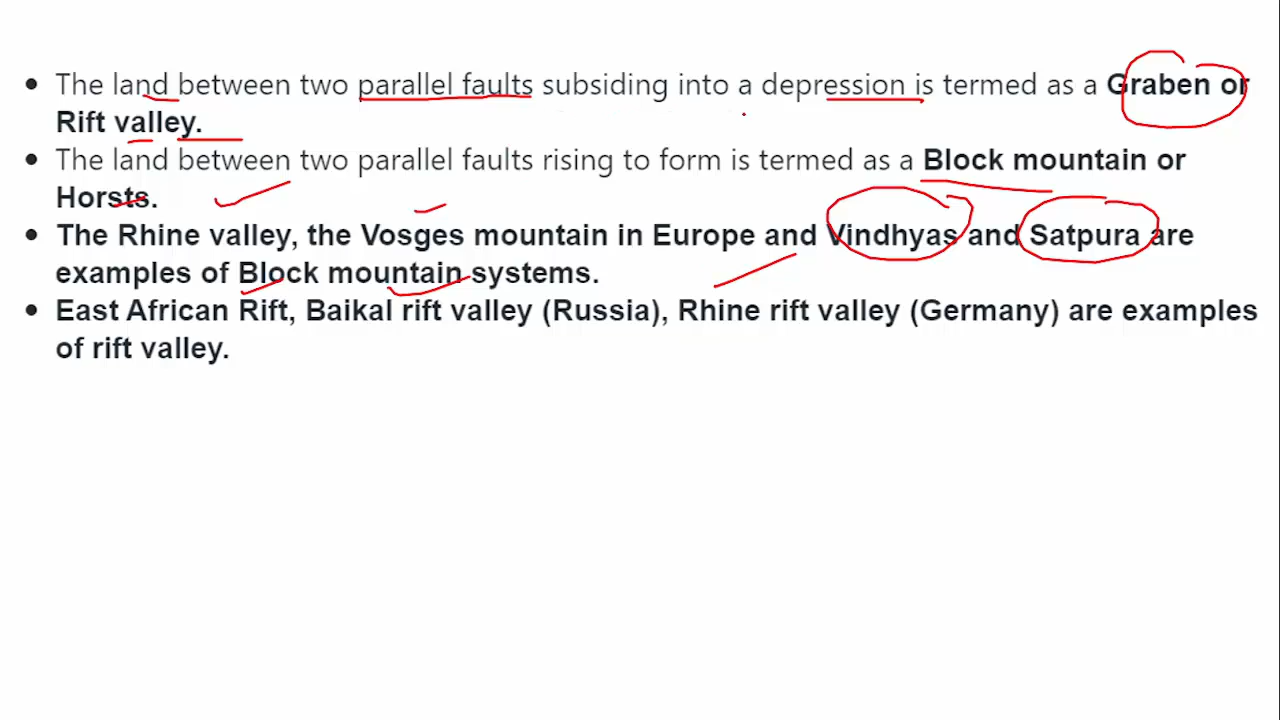 • The land between two parallel faults subsiding into a depression is termed as a Graben or
Rift valley.
• The land between two parallel faults rising to form is termed as a Block mountain or
Horsts.
• The Rhine valley, the Vosges mountain in Europe and Vindhyas and Satpura are
examples of Block mountain systems.
• East African Rift, Baikal rift valley (Russia), Rhine rift valley (Germany) are examples
of rift valley.